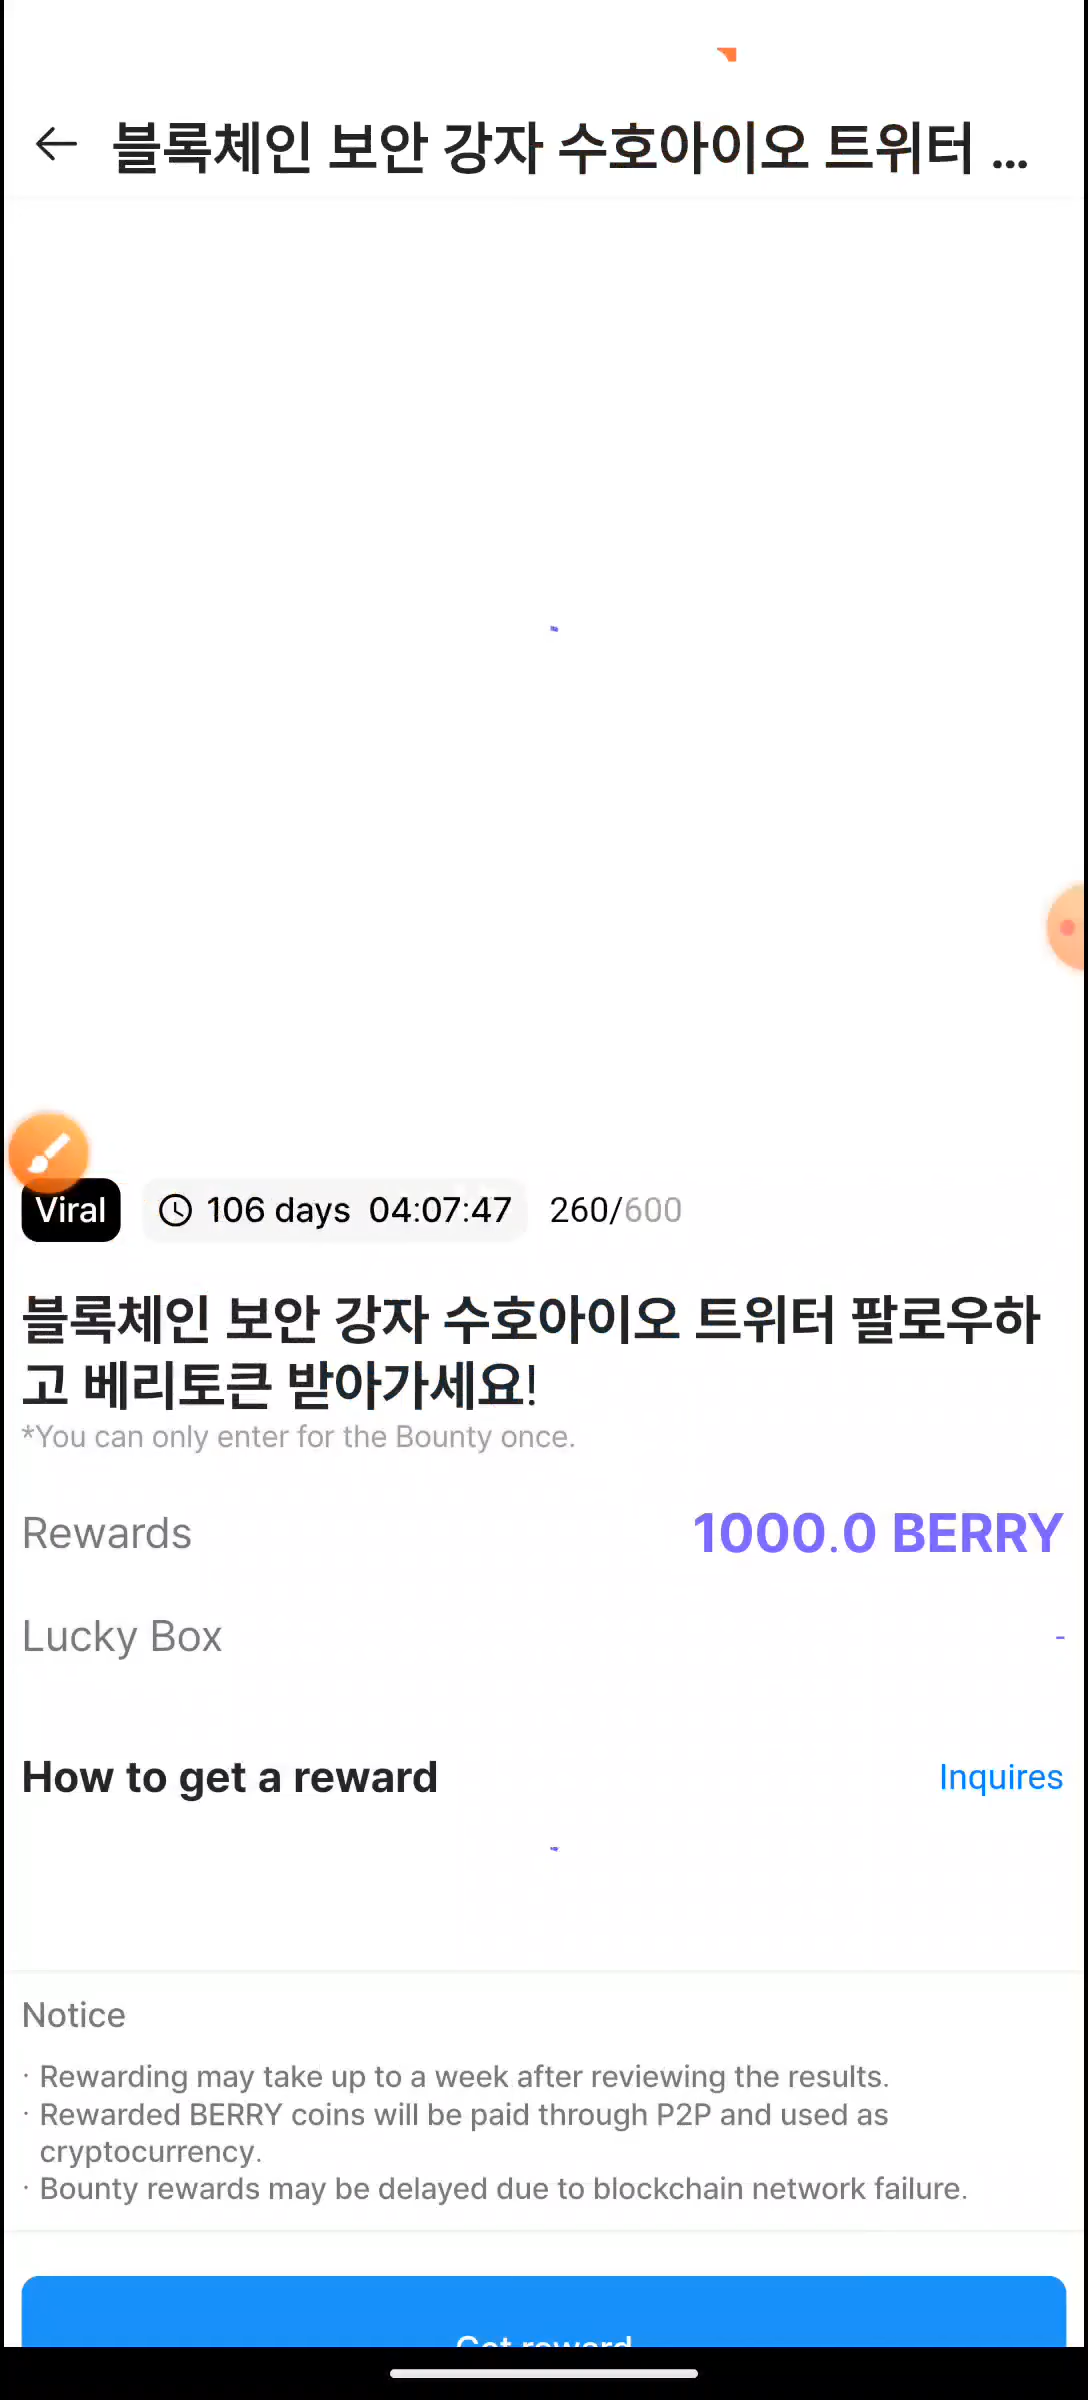 블록체인 보안 강자 수호아이오 트위터 ...
Viral
106 days 04:07:47
260/600
블록체인 보안 강자 수호아이오 트위터 팔로우하
고 베리토큰 받아가세요!
*You can only enter for the Bounty once.
Rewards
1000.0 BERRY
Lucky Box
-
How to get a reward
Inquires
Notice
· Rewarding may take up to a week after reviewing the results.
· Rewarded BERRY coins will be paid through P2P and used as
cryptocurrency.
· Bounty rewards may be delayed due to blockchain network failure.
Get reward